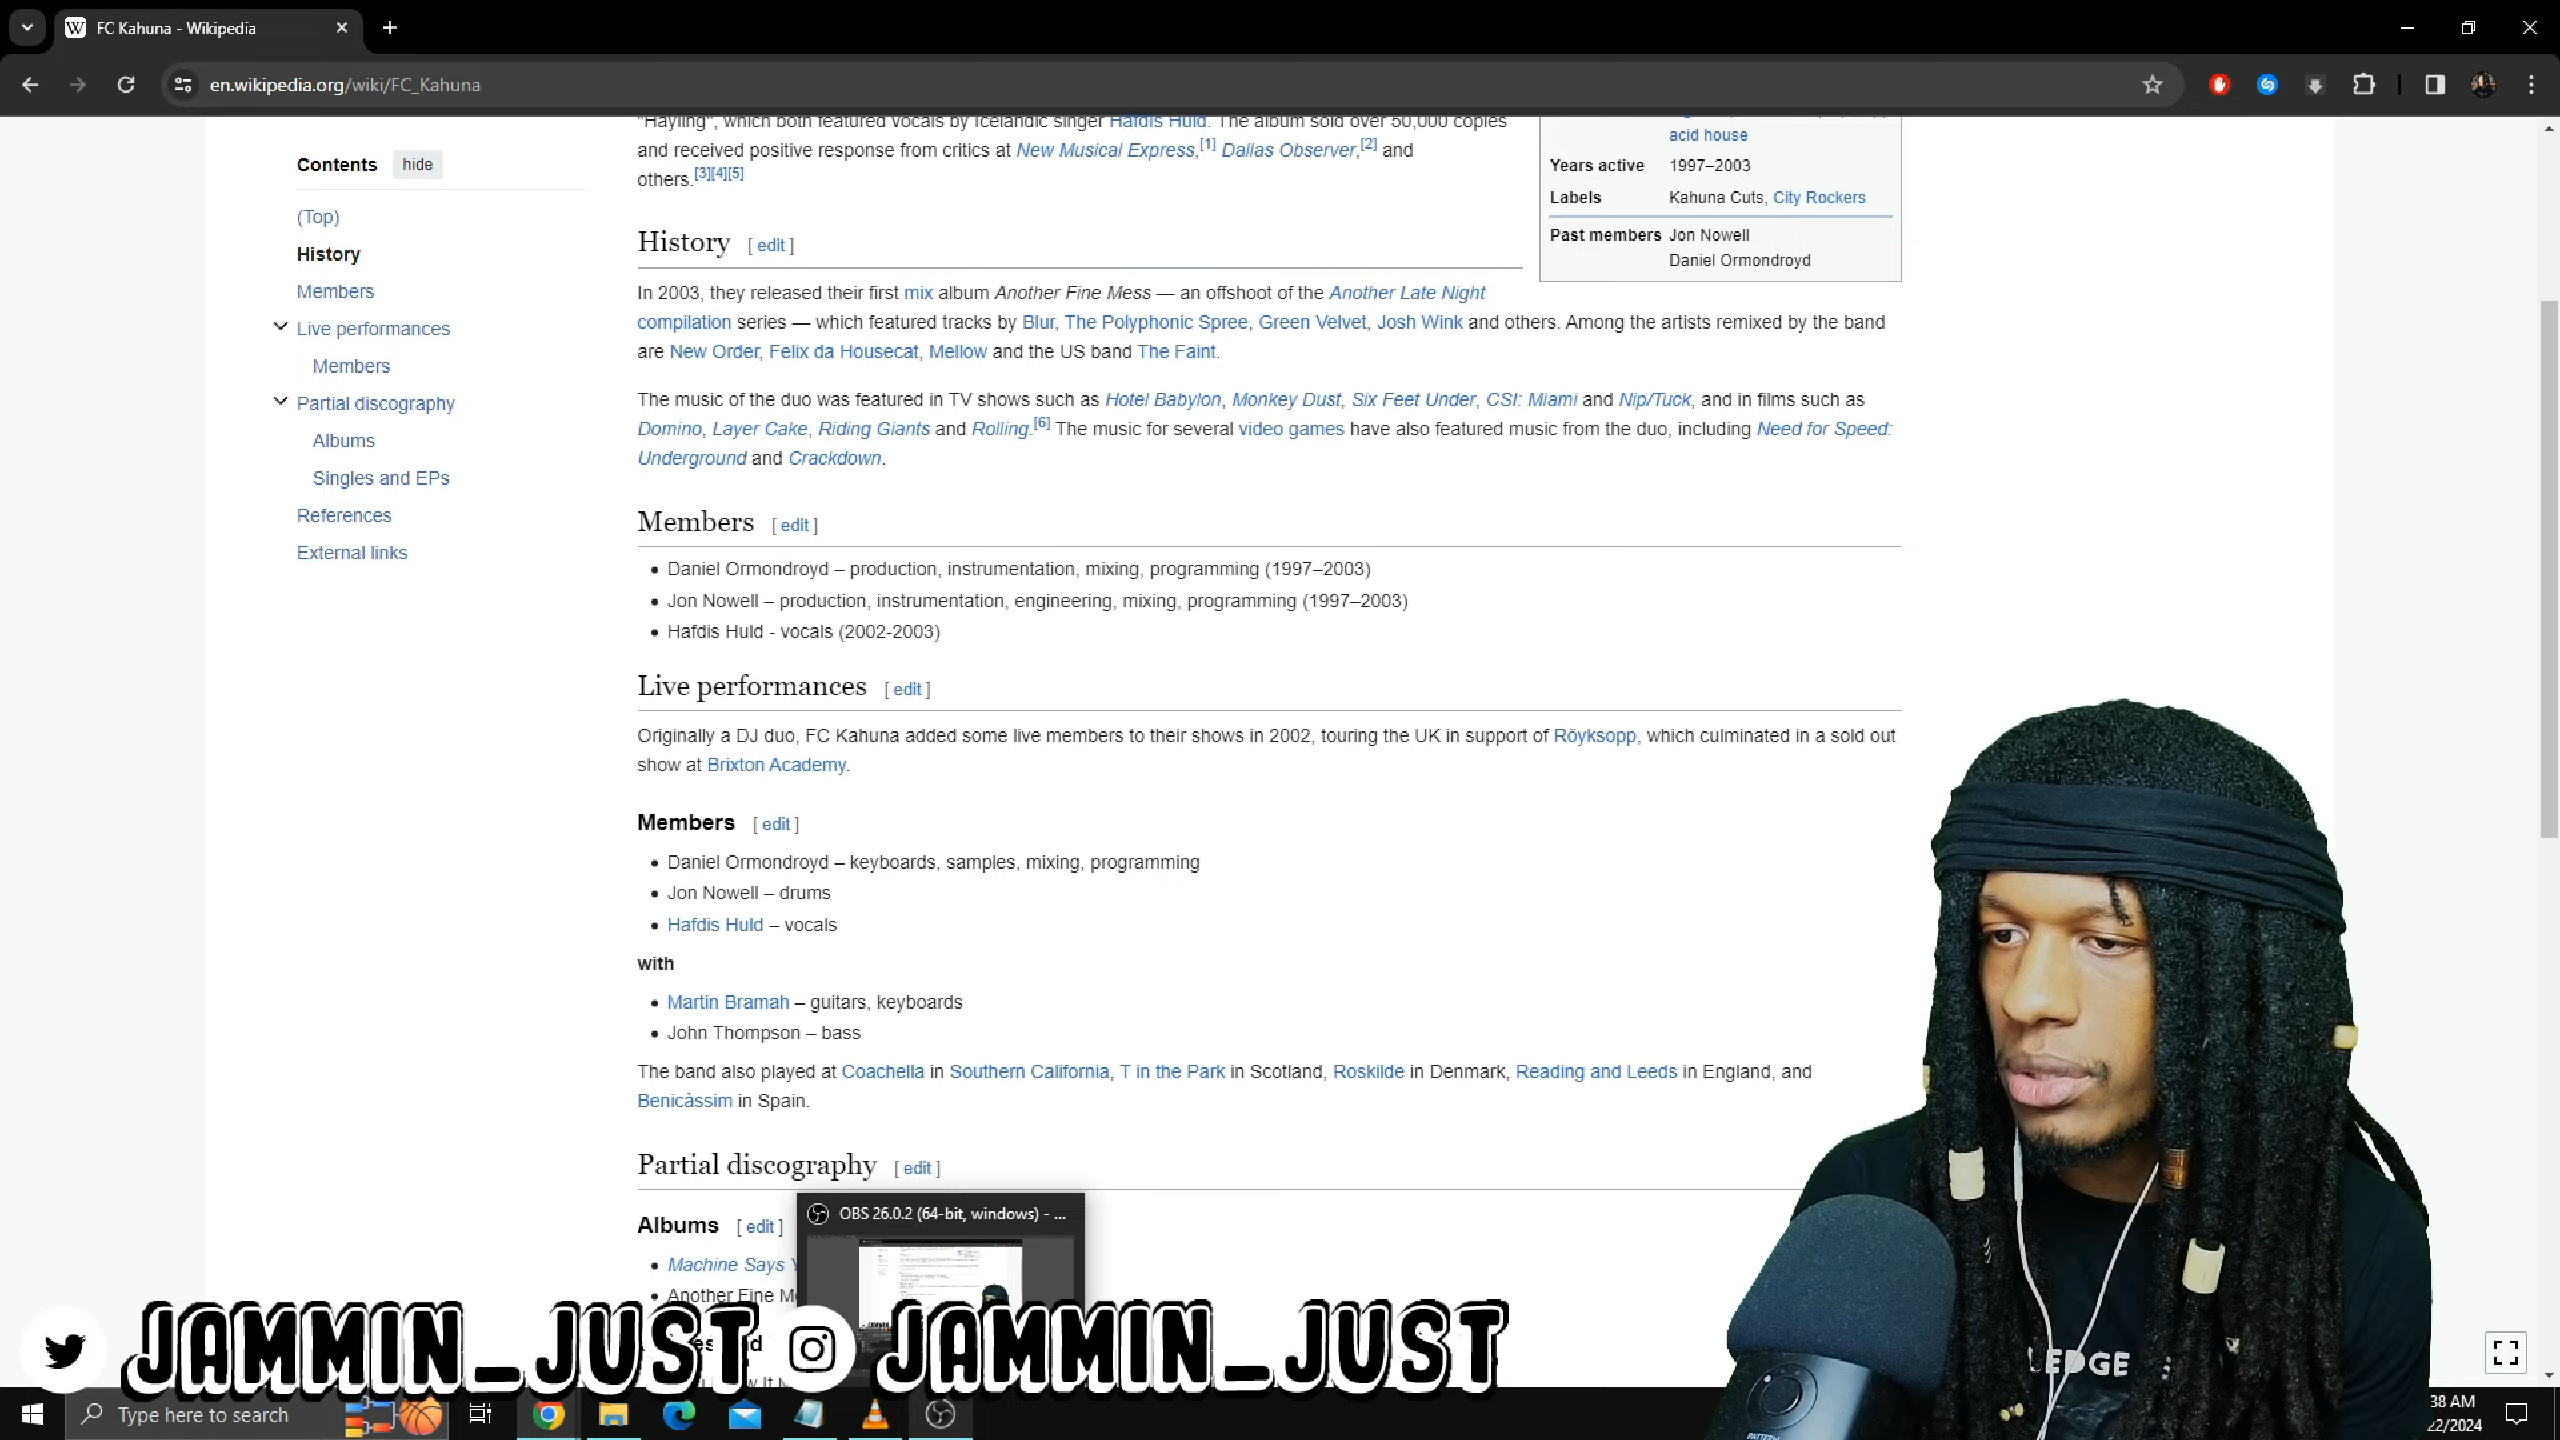 FC Kahuna - Wikipedia
en.wikipedia.org/wiki/FC_Kahuna
Contents hide
(Top)
History
Members
Live performances
Members
Partial discography
Albums
Singles and EPs
References
External links
"Hayling", which both featured vocals by Icelandic singer Hafdis Huld. The album sold over 50,000 copies
and received positive response from critics at New Musical Express,[1] Dallas Observer,[2] and
others.[3][4][5]
acid house
Years active 1997–2003
Labels Kahuna Cuts, City Rockers
Past members Jon Nowell
Daniel Ormondroyd
History [ edit ]
In 2003, they released their first mix album Another Fine Mess — an offshoot of the Another Late Night
compilation series — which featured tracks by Blur, The Polyphonic Spree, Green Velvet, Josh Wink and others. Among the artists remixed by the band
are New Order, Felix da Housecat, Mellow and the US band The Faint.
The music of the duo was featured in TV shows such as Hotel Babylon, Monkey Dust, Six Feet Under, CSI: Miami and Nip/Tuck, and in films such as
Domino, Layer Cake, Riding Giants and Rolling.[6] The music for several video games have also featured music from the duo, including Need for Speed:
Underground and Crackdown.
Members [ edit ]
Daniel Ormondroyd – production, instrumentation, mixing, programming (1997–2003)
Jon Nowell – production, instrumentation, engineering, mixing, programming (1997–2003)
Hafdis Huld - vocals (2002-2003)
Live performances [ edit ]
Originally a DJ duo, FC Kahuna added some live members to their shows in 2002, touring the UK in support of Röyksopp, which culminated in a sold out
show at Brixton Academy.
Members [ edit ]
Daniel Ormondroyd – keyboards, samples, mixing, programming
Jon Nowell – drums
Hafdis Huld – vocals
with
Martin Bramah – guitars, keyboards
John Thompson – bass
The band also played at Coachella in Southern California, T in the Park in Scotland, Roskilde in Denmark, Reading and Leeds in England, and
Benicàssim in Spain.
Partial discography [ edit ]
OBS 26.0.2 (64-bit, windows) - ...
Albums [ edit ]
Machine Says
Another Fine
JAMMIN_JUST JAMMIN_JUST
EDGE
Type here to search
38 AM
22/2024